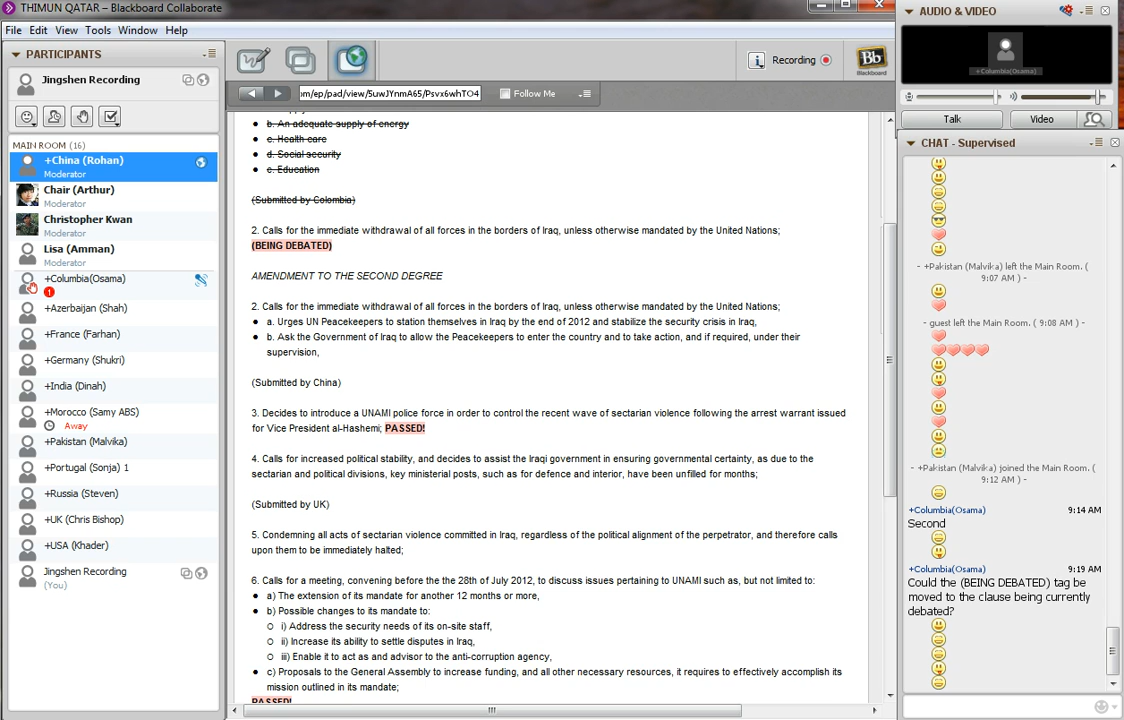 THIMUN QATAR – Blackboard Collaborate
File Edit View Tools Window Help
PARTICIPANTS
Jingshen Recording
MAIN ROOM (16)
+China (Rohan)
Moderator
Chair (Arthur)
Moderator
Christopher Kwan
Moderator
Lisa (Amman)
Moderator
+Columbia(Osama)
1
+Azerbaijan (Shah)
+France (Farhan)
+Germany (Shukri)
+India (Dinah)
+Morocco (Samy ABS)
Away
+Pakistan (Malvika)
+Portugal (Sonja) 1
+Russia (Steven)
+UK (Chris Bishop)
+USA (Khader)
Jingshen Recording
(You)
Recording
Bb
Blackboard
om/ep/pad/view/5uwJYnmA65/Psvx6whTO4
Follow Me
b. An adequate supply of energy
c. Health care
d. Social security
e. Education
(Submitted by Colombia)
2. Calls for the immediate withdrawal of all forces in the borders of Iraq, unless otherwise mandated by the United Nations;
(BEING DEBATED)
AMENDMENT TO THE SECOND DEGREE
2. Calls for the immediate withdrawal of all forces in the borders of Iraq, unless otherwise mandated by the United Nations;
a. Urges UN Peacekeepers to station themselves in Iraq by the end of 2012 and stabilize the security crisis in Iraq,
b. Ask the Government of Iraq to allow the Peacekeepers to enter the country and to take action, and if required, under their
supervision,
(Submitted by China)
3. Decides to introduce a UNAMI police force in order to control the recent wave of sectarian violence following the arrest warrant issued
for Vice President al-Hashemi; PASSED!
4. Calls for increased political stability, and decides to assist the Iraqi government in ensuring governmental certainty, as due to the
sectarian and political divisions, key ministerial posts, such as for defence and interior, have been unfilled for months;
(Submitted by UK)
5. Condemning all acts of sectarian violence committed in Iraq, regardless of the political alignment of the perpetrator, and therefore calls
upon them to be immediately halted;
6. Calls for a meeting, convening before the the 28th of July 2012, to discuss issues pertaining to UNAMI such as, but not limited to:
a) The extension of its mandate for another 12 months or more,
b) Possible changes to its mandate to:
i) Address the security needs of its on-site staff,
ii) Increase its ability to settle disputes in Iraq,
iii) Enable it to act as and advisor to the anti-corruption agency,
c) Proposals to the General Assembly to increase funding, and all other necessary resources, it requires to effectively accomplish its
mission outlined in its mandate;
PASSED!
AUDIO & VIDEO
+Columbia(Osama)
Talk Video
CHAT - Supervised
- +Pakistan (Malvika) left the Main Room. (
9:07 AM ) -
- guest left the Main Room. ( 9:08 AM ) -
- +Pakistan (Malvika) joined the Main Room. (
9:12 AM ) -
+Columbia(Osama) 9:14 AM
Second
+Columbia(Osama) 9:19 AM
Could the (BEING DEBATED) tag be
moved to the clause being currently
debated?